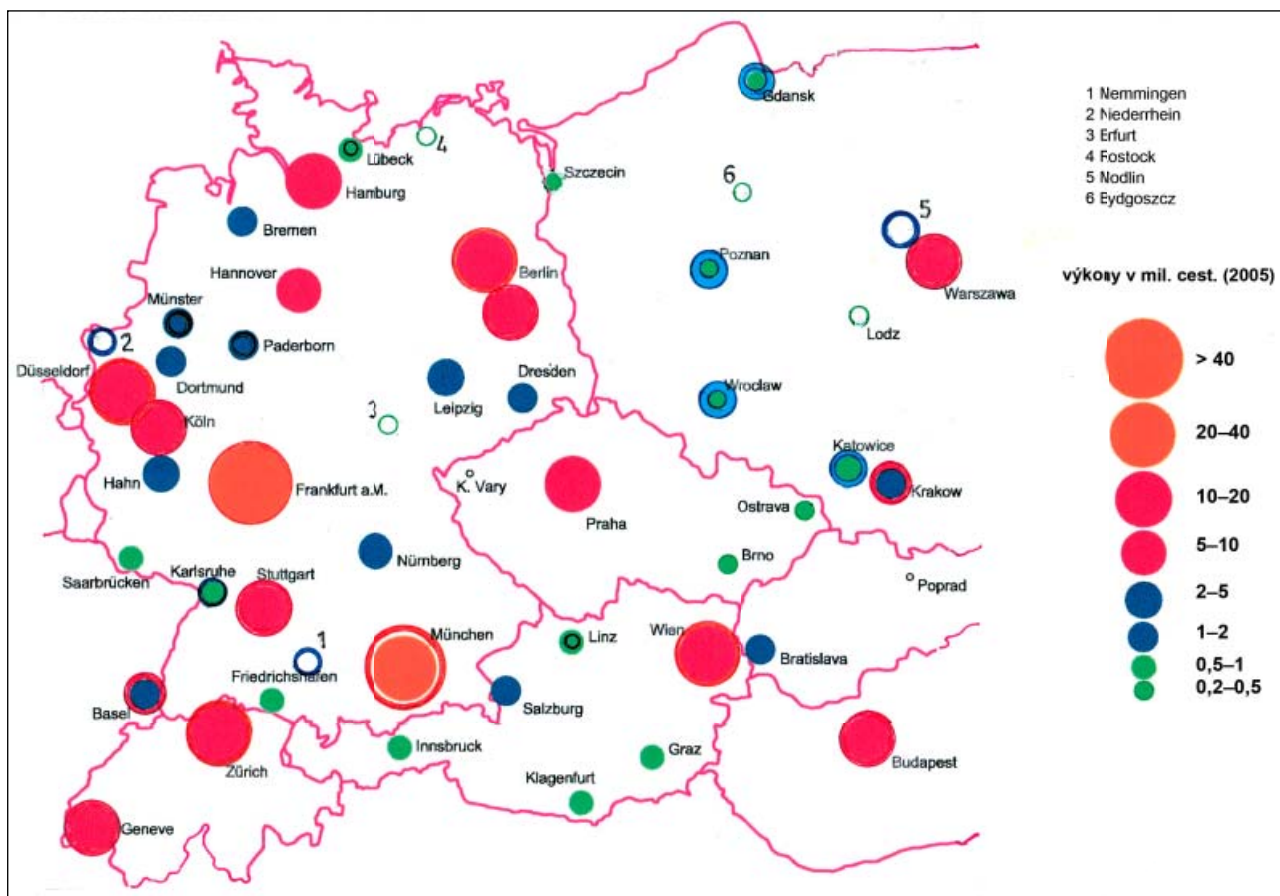 Gdansk
1 Nemmingen
2 Niederrhein
3 Erfurt
4 Fostock
5 Nodlin
6 Eydgoszcz
4
Lübeck
Szczecin
6
Hamburg
5
Bremen
Poznan
Hannover
Berlin
Warszawa
výkony v mil. cest. (2005)
Münster
2
Paderborn
Lodz
Düsseldorf
Dortmund
Dresden
Wroclaw
> 40
Leipzig
Köln
3
20–40
Katowice
Hahn
Frankfurt a.M.
K. Vary
Krakow
10–20
Praha
Ostrava
5–10
Saarbrücken
Karlsruhe
Stuttgart
Nürnberg
Brno
Poprad
2–5
1
München
Linz
Wien
Bratislava
1–2
Friedrichshafen
0,5–1
0,2–0,5
Basel
Salzburg
Zürich
Innsbruck
Graz
Budapest
Klagenfurt
Geneve